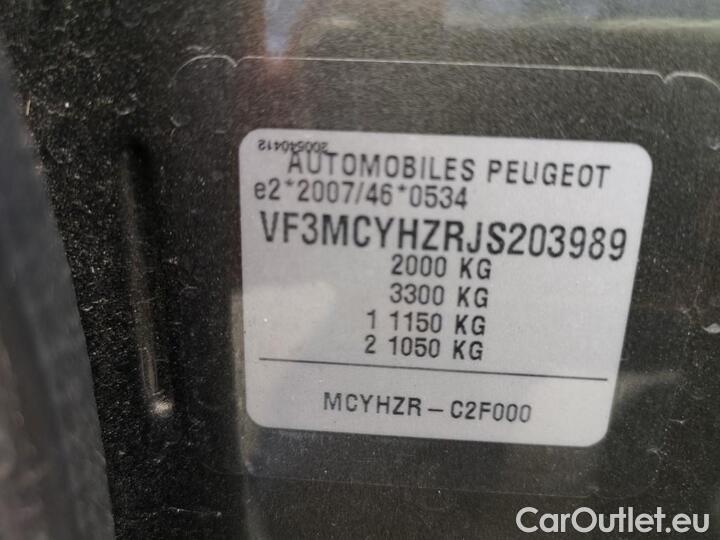 200540412
AUTOMOBILES PEUGEOT
e2*2007/46*0534
VF3MCYHZRJS203989
2000 KG
3300 KG
1 1150 KG
2 1050 KG
MCYHZR – C2F000
CarOutlet.eu